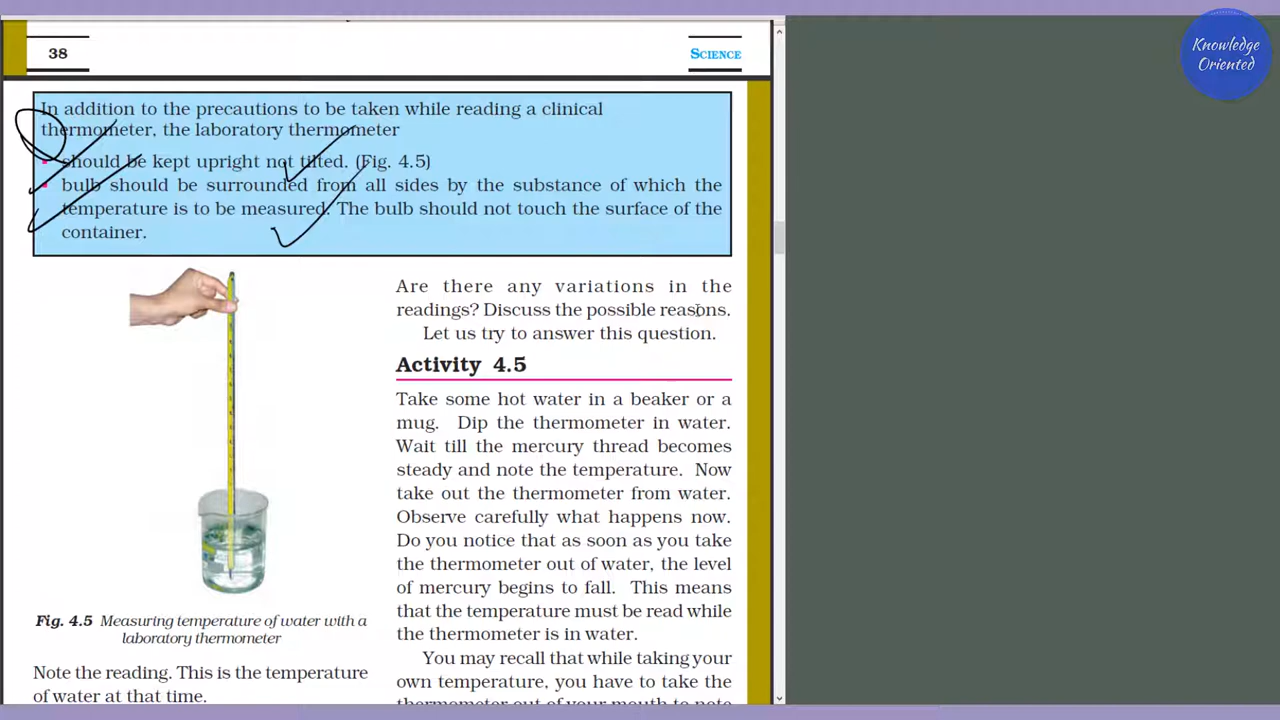 38
SCIENCE
Knowledge
Oriented
In addition to the precautions to be taken while reading a clinical
thermometer, the laboratory thermometer
should be kept upright not tilted. (Fig. 4.5)
bulb should be surrounded from all sides by the substance of which the
temperature is to be measured. The bulb should not touch the surface of the
container.
Fig. 4.5 Measuring temperature of water with a
laboratory thermometer
Note the reading. This is the temperature
of water at that time.
Are there any variations in the
readings? Discuss the possible reasons.
Let us try to answer this question.
Activity 4.5
Take some hot water in a beaker or a
mug. Dip the thermometer in water.
Wait till the mercury thread becomes
steady and note the temperature. Now
take out the thermometer from water.
Observe carefully what happens now.
Do you notice that as soon as you take
the thermometer out of water, the level
of mercury begins to fall. This means
that the temperature must be read while
the thermometer is in water.
You may recall that while taking your
own temperature, you have to take the
thermometer out of your mouth to note